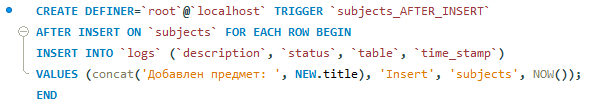 CREATE DEFINER=`root`@`localhost` TRIGGER `subjects_AFTER_INSERT`
AFTER INSERT ON `subjects` FOR EACH ROW BEGIN
INSERT INTO `logs` (`description`, `status`, `table`, `time_stamp`)
VALUES (concat('Добавлен предмет: ', NEW.title), 'Insert', 'subjects', NOW());
END